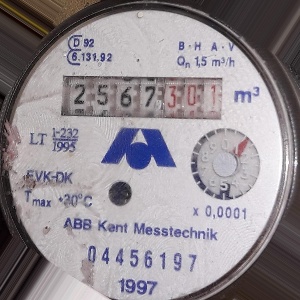 D 92
6.131.92
B · H A · V
Qn 1,5 m³/h
2567301 m³
LT 1-232
1995
EVK-DK
Tmax +30°C
x 0,0001
ABB Kent Messtechnik
04456197
1997